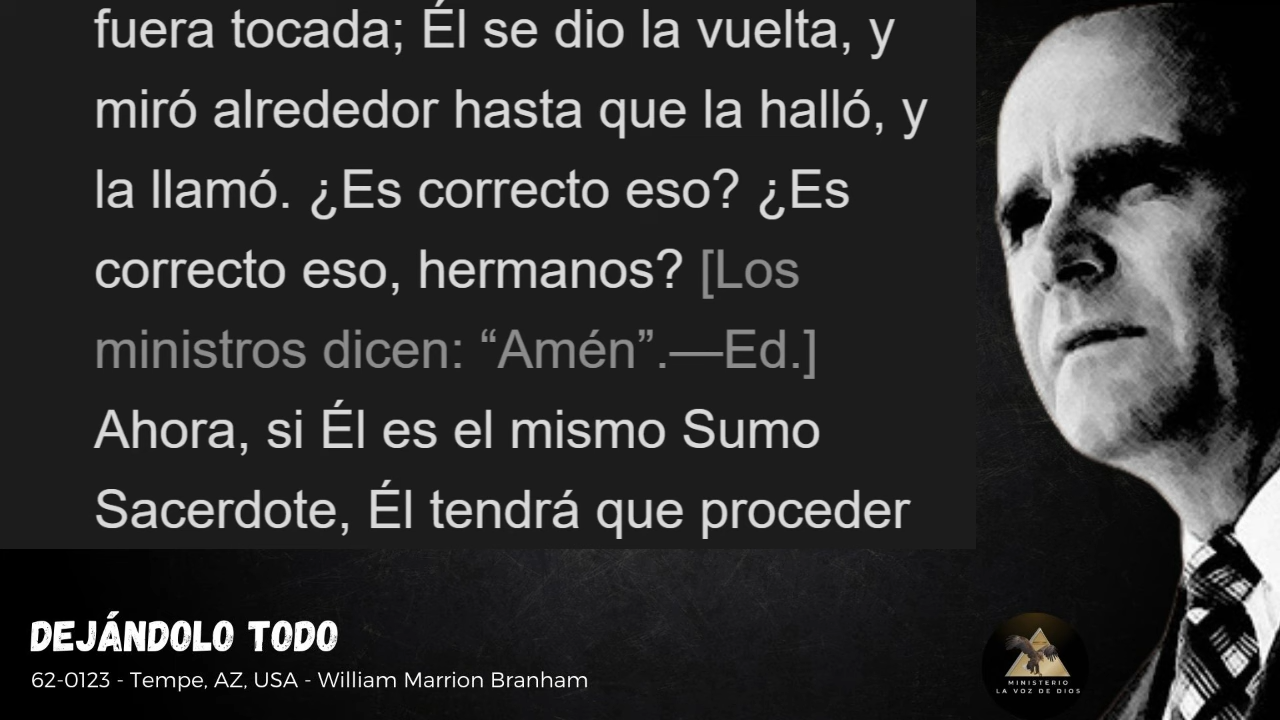 fuera tocada; Él se dio la vuelta, y
miró alrededor hasta que la halló, y
la llamó. ¿Es correcto eso? ¿Es
correcto eso, hermanos? [Los
ministros dicen: “Amén”.—Ed.]
Ahora, si Él es el mismo Sumo
Sacerdote, Él tendrá que proceder
DEJÁNDOLO TODO
62-0123 - Tempe, AZ, USA - William Marrion Branham
MINISTERIO
LA VOZ DE DIOS